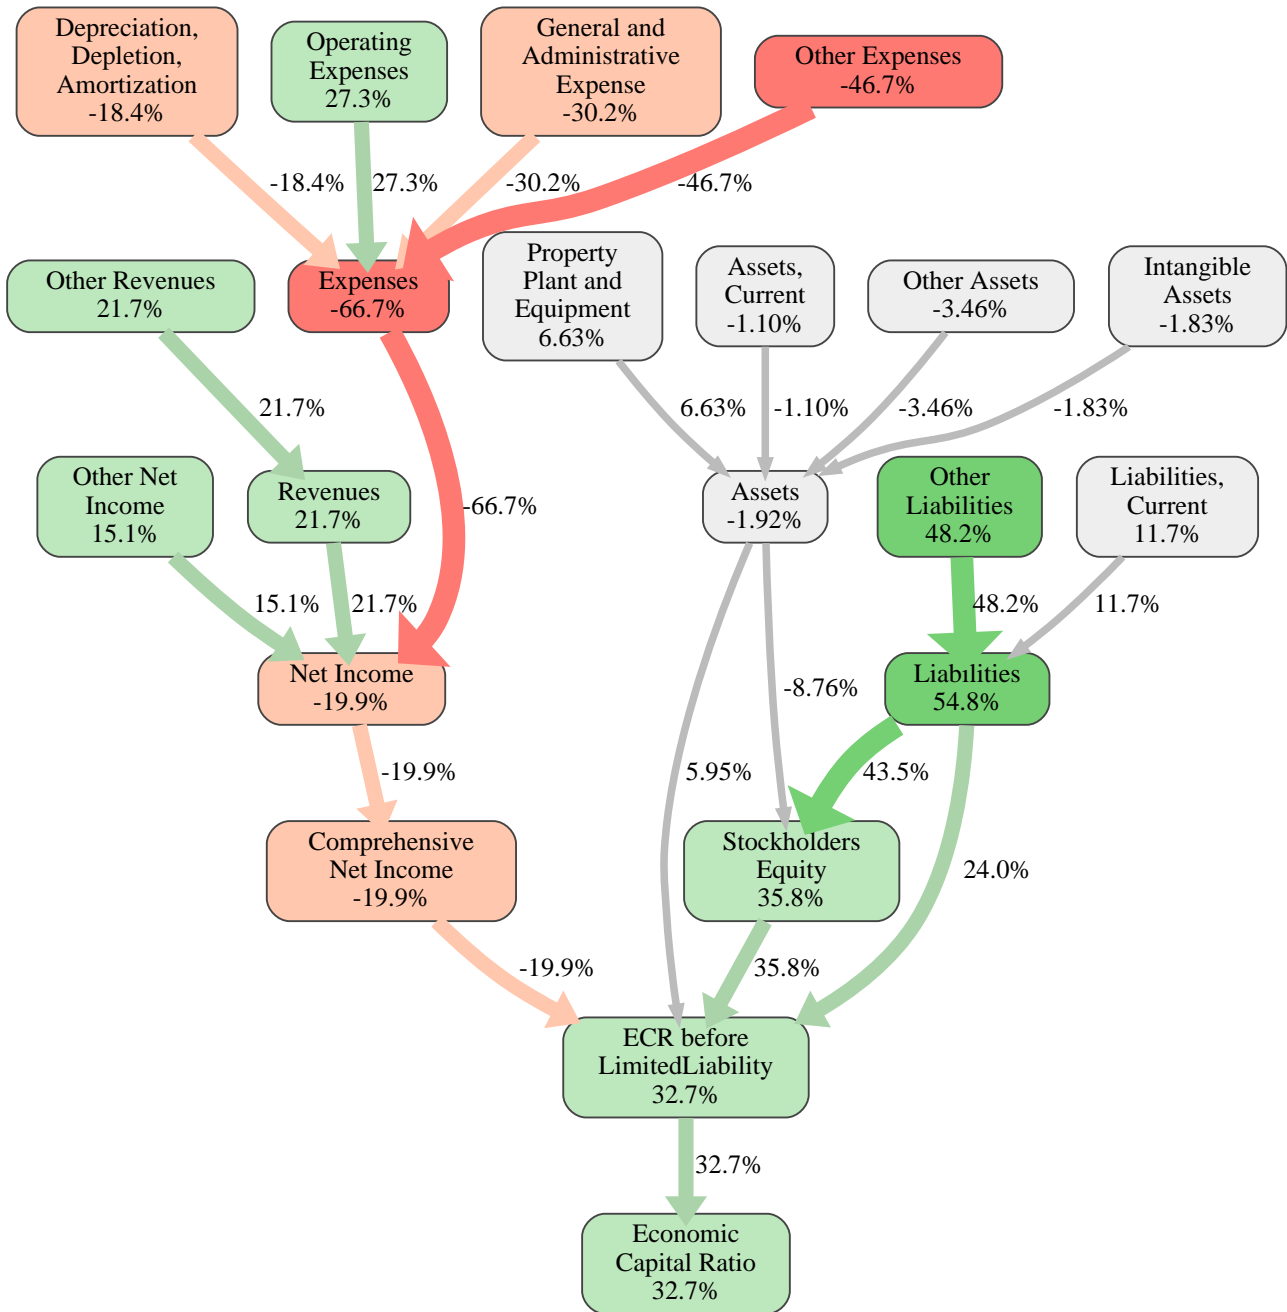 Depreciation,
Depletion,
Amortization
-18.4%
Operating
Expenses
27.3%
General and
Administrative
Expense
-30.2%
Other Expenses
-46.7%
-18.4%
27.3%
-30.2%
-46.7%
Other Revenues
21.7%
Expenses
-66.7%
Property
Plant and
Equipment
6.63%
Assets,
Current
-1.10%
Other Assets
-3.46%
Intangible
Assets
-1.83%
21.7%
6.63%
-1.10%
-3.46%
-1.83%
Other Net
Income
15.1%
Revenues
21.7%
-66.7%
Assets
-1.92%
Other
Liabilities
48.2%
Liabilities,
Current
11.7%
15.1%
21.7%
48.2%
11.7%
Net Income
-19.9%
-8.76%
Liabilities
54.8%
-19.9%
5.95%
43.5%
Comprehensive
Net Income
-19.9%
Stockholders
Equity
35.8%
24.0%
-19.9%
35.8%
ECR before
LimitedLiability
32.7%
32.7%
Economic
Capital Ratio
32.7%